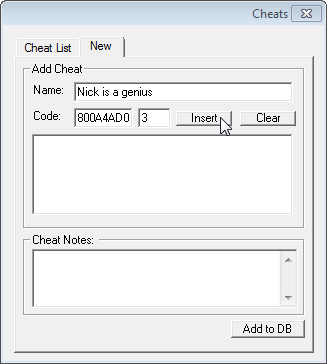 Cheats
Cheat List New
Add Cheat
Name: Nick is a genius
Code: 800A4AD0 3 Insert Clear
Cheat Notes:
Add to DB